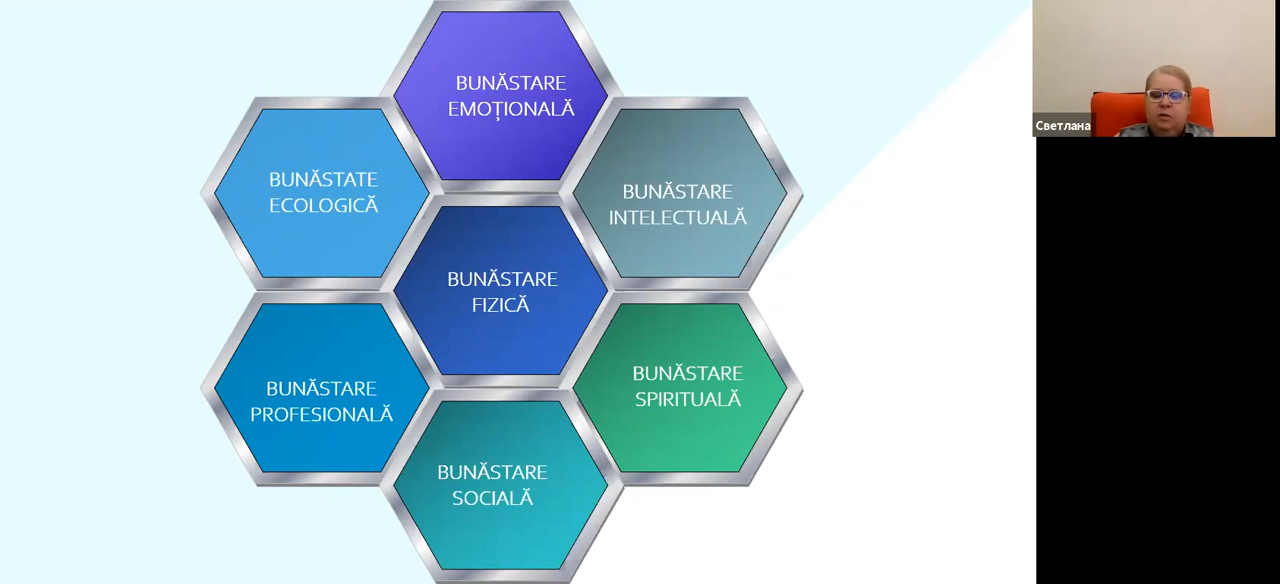 BUNĂSTARE
EMOȚIONALĂ
BUNĂSTATE
ECOLOGICĂ
BUNĂSTARE
INTELECTUALĂ
BUNĂSTARE
FIZICĂ
BUNĂSTARE
PROFESIONALĂ
BUNĂSTARE
SPIRITUALĂ
BUNĂSTARE
SOCIALĂ
Светлана